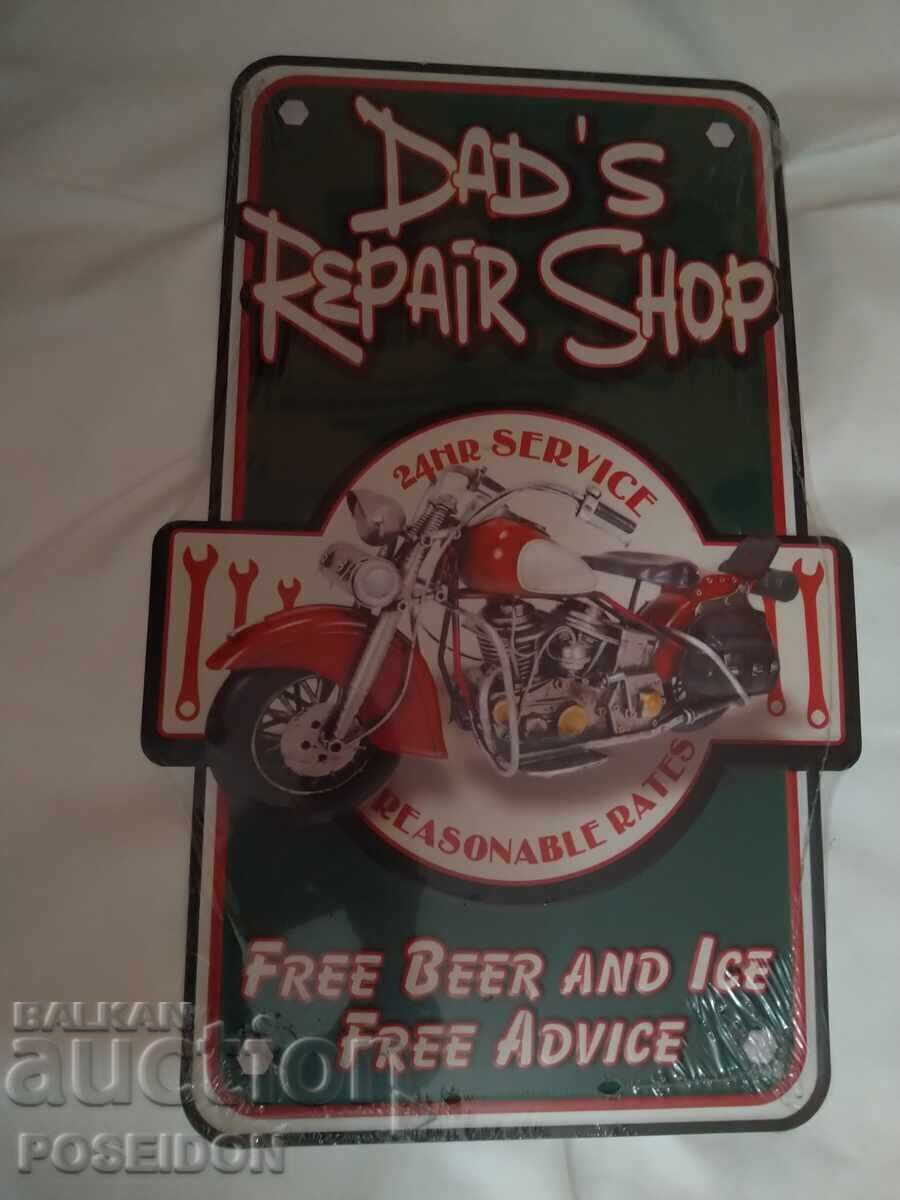 DAD'S
REPAIR SHOP
24HR SERVICE
REASONABLE RATES
FREE BEER AND ICE
FREE ADVICE
BALKAN
auction
POSEIDON